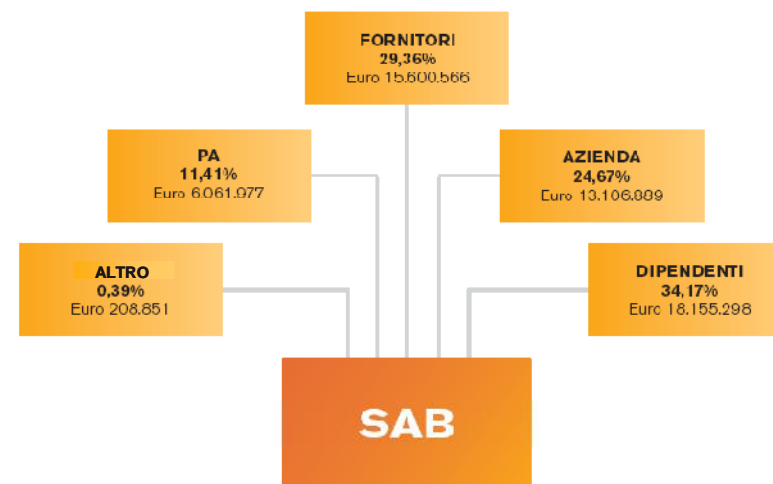 FORNITORI
29,36%
Euro 15.600.566
PA
11,41%
Euro 6.061.977
AZIENDA
24,67%
Euro 13.106.889
ALTRO
0,39%
Euro 208.851
DIPENDENTI
34,17%
Euro 18.155.298
SAB